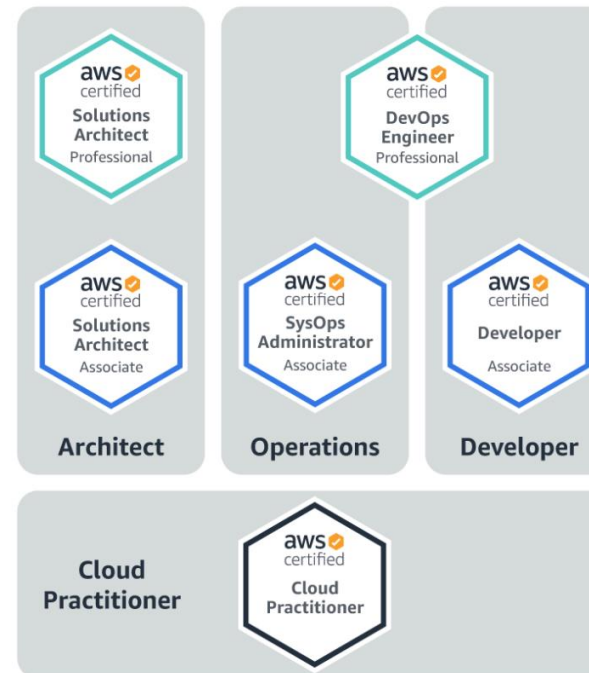 aws
certified
Solutions
Architect
Professional
aws
certified
DevOps
Engineer
Professional
aws
certified
Solutions
Architect
Associate
aws
certified
SysOps
Administrator
Associate
aws
certified
Developer
Associate
Architect
Operations
Developer
Cloud
Practitioner
aws
certified
Cloud
Practitioner